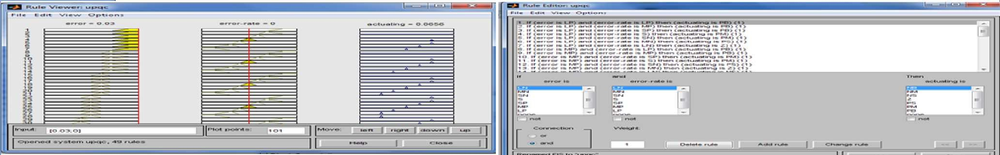 Rule Viewer: upqc
File Edit View Options
error = 0.03
error-rate = 0
actuating = 0.0656
Input: [0.03,0]
Plot points: 101
Move: left right down up
Opened system upqc, 49 rules
Help Close
Rule Editor: upqc
File Edit View Options
1. If (error is LP) and (error-rate is LP) then (actuating is PB) (1)
2. If (error is LP) and (error-rate is MP) then (actuating is PB) (1)
3. If (error is LP) and (error-rate is SP) then (actuating is PB) (1)
4. If (error is LP) and (error-rate is S) then (actuating is PM) (1)
5. If (error is LP) and (error-rate is SN) then (actuating is PM) (1)
6. If (error is LP) and (error-rate is MN) then (actuating is PS) (1)
7. If (error is LP) and (error-rate is LN) then (actuating is Z) (1)
8. If (error is MP) and (error-rate is LP) then (actuating is PB) (1)
9. If (error is MP) and (error-rate is MP) then (actuating is PB) (1)
10. If (error is MP) and (error-rate is SP) then (actuating is PM) (1)
11. If (error is MP) and (error-rate is S) then (actuating is PM) (1)
12. If (error is MP) and (error-rate is SN) then (actuating is PS) (1)
13. If (error is MP) and (error-rate is MN) then (actuating is Z) (1)
If and Then
error is error-rate is actuating is
LN LN NB
MN MN NM
SN SN NS
S S Z
SP SP PS
MP MP PM
LP LP PB
none none none
not not not
Connection
or
and
Weight:
1
Delete rule Add rule Change rule << >>
Renamed FIS to "upqc"